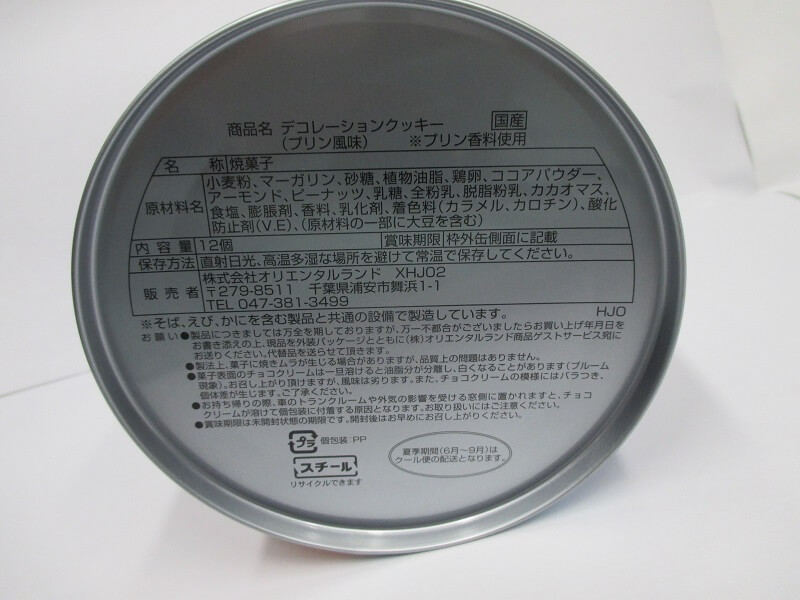 商品名 デコレーションクッキー 国産
(プリン風味) ※プリン香料使用
名称 焼菓子
原材料名 小麦粉、マーガリン、砂糖、植物油脂、鶏卵、ココアパウダー、
アーモンド、ピーナッツ、乳糖、全粉乳、脱脂粉乳、カカオマス、
食塩、膨脹剤、香料、乳化剤、着色料(カラメル、カロチン)、酸化
防止剤(V.E)、(原材料の一部に大豆を含む)
内容量 12個 賞味期限 枠外缶側面に記載
保存方法 直射日光、高温多湿な場所を避けて常温で保存してください。
販売者 株式会社オリエンタルランド XHJ02
〒279-8511 千葉県浦安市舞浜1-1
TEL 047-381-3499
HJO
※そば、えび、かにを含む製品と共通の設備で製造しています。
お願い ●製品につきましては万全を期しておりますが、万一不都合がございましたらお買い上げ年月日を
お書き添えの上、現品を外装パッケージとともに(株)オリエンタルランド商品ゲストサービス宛に
お送りください。代替品を送らせて頂きます。
●製法上、菓子に焼きムラが生じる場合がありますが、品質上の問題はありません。
●菓子表面のチョコクリームは一旦溶けると油脂分が分離し、白くなることがあります(ブルーム
現象)。お召し上がり頂けますが、風味は劣ります。また、チョコクリームの模様にはバラつき、
個体差が生じます。ご了承ください。
●お持ち帰りの際、車のトランクルームや外気の影響を受ける窓側に置かれますと、チョコ
クリームが溶けて個包装に付着する原因となります。お取り扱いにはご注意ください。
●賞味期限は未開封状態の期限です。開封後はお早めにお召し上がりください。
プラ 個包装:PP
スチール
リサイクルできます
夏季期間(6月～9月)は
クール便の配送となります。